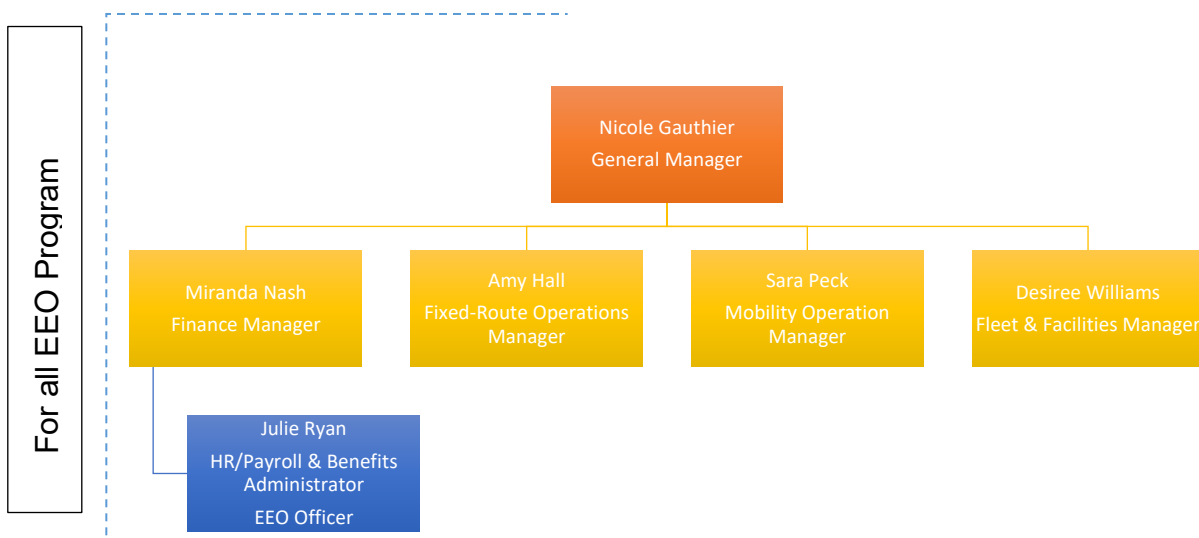 For all EEO Program
Nicole Gauthier
General Manager
Miranda Nash
Finance Manager
Amy Hall
Fixed-Route Operations
Manager
Sara Peck
Mobility Operation
Manager
Desiree Williams
Fleet & Facilities Manager
Julie Ryan
HR/Payroll & Benefits
Administrator
EEO Officer